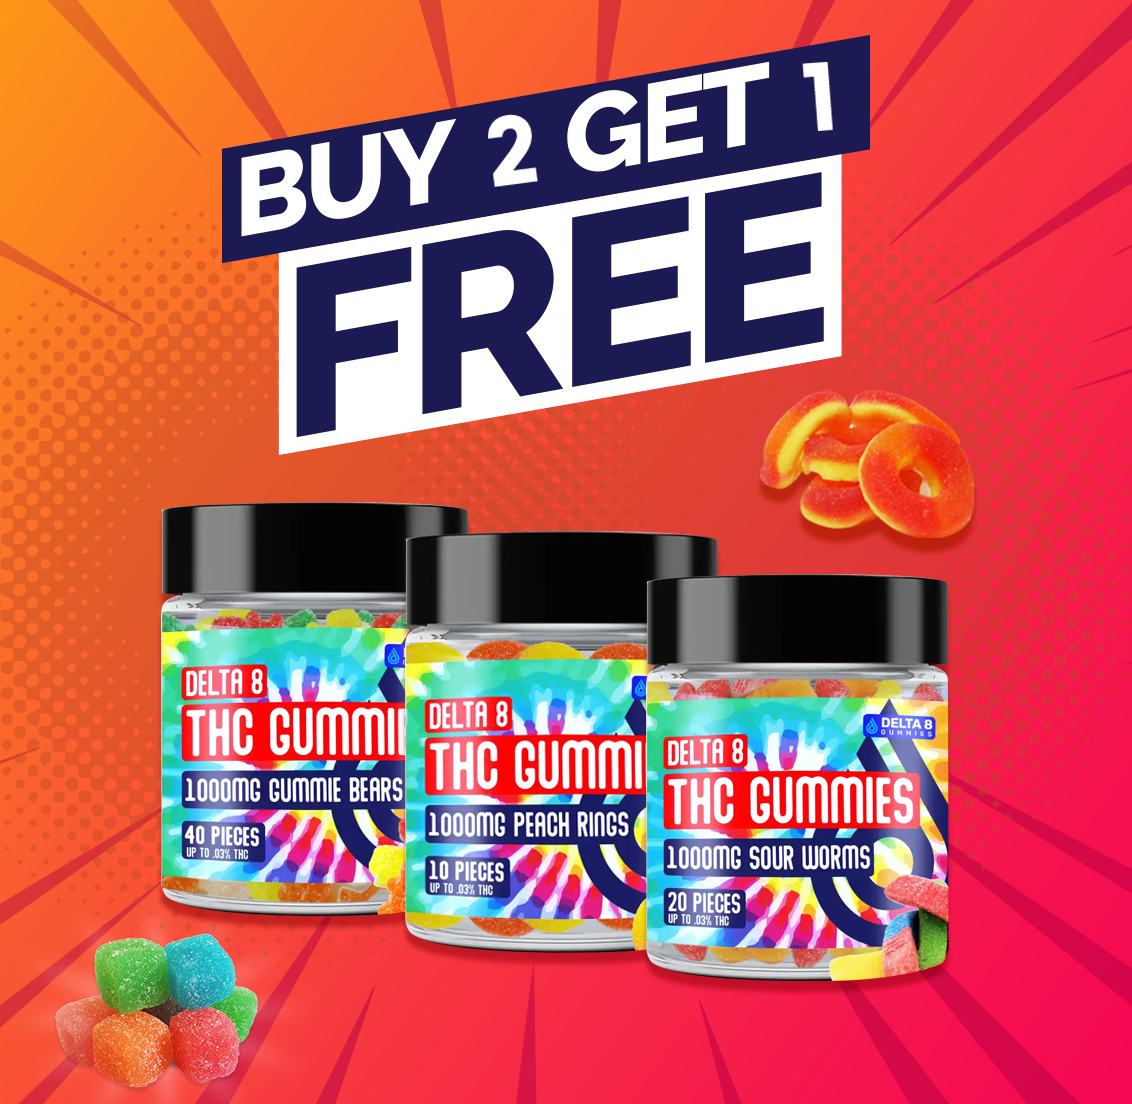 BUY 2 GET 1
FREE
DELTA 8
THC GUMMI
1000MG GUMMIE BEARS
40 PIECES
UP TO .03% THC
DELTA 8
THC GUMMI
1000MG PEACH RINGS
10 PIECES
UP TO .03% THC
DELTA 8
GUMMIES
DELTA 8
THC GUMMIES
1000MG SOUR WORMS
20 PIECES
UP TO .03% THC